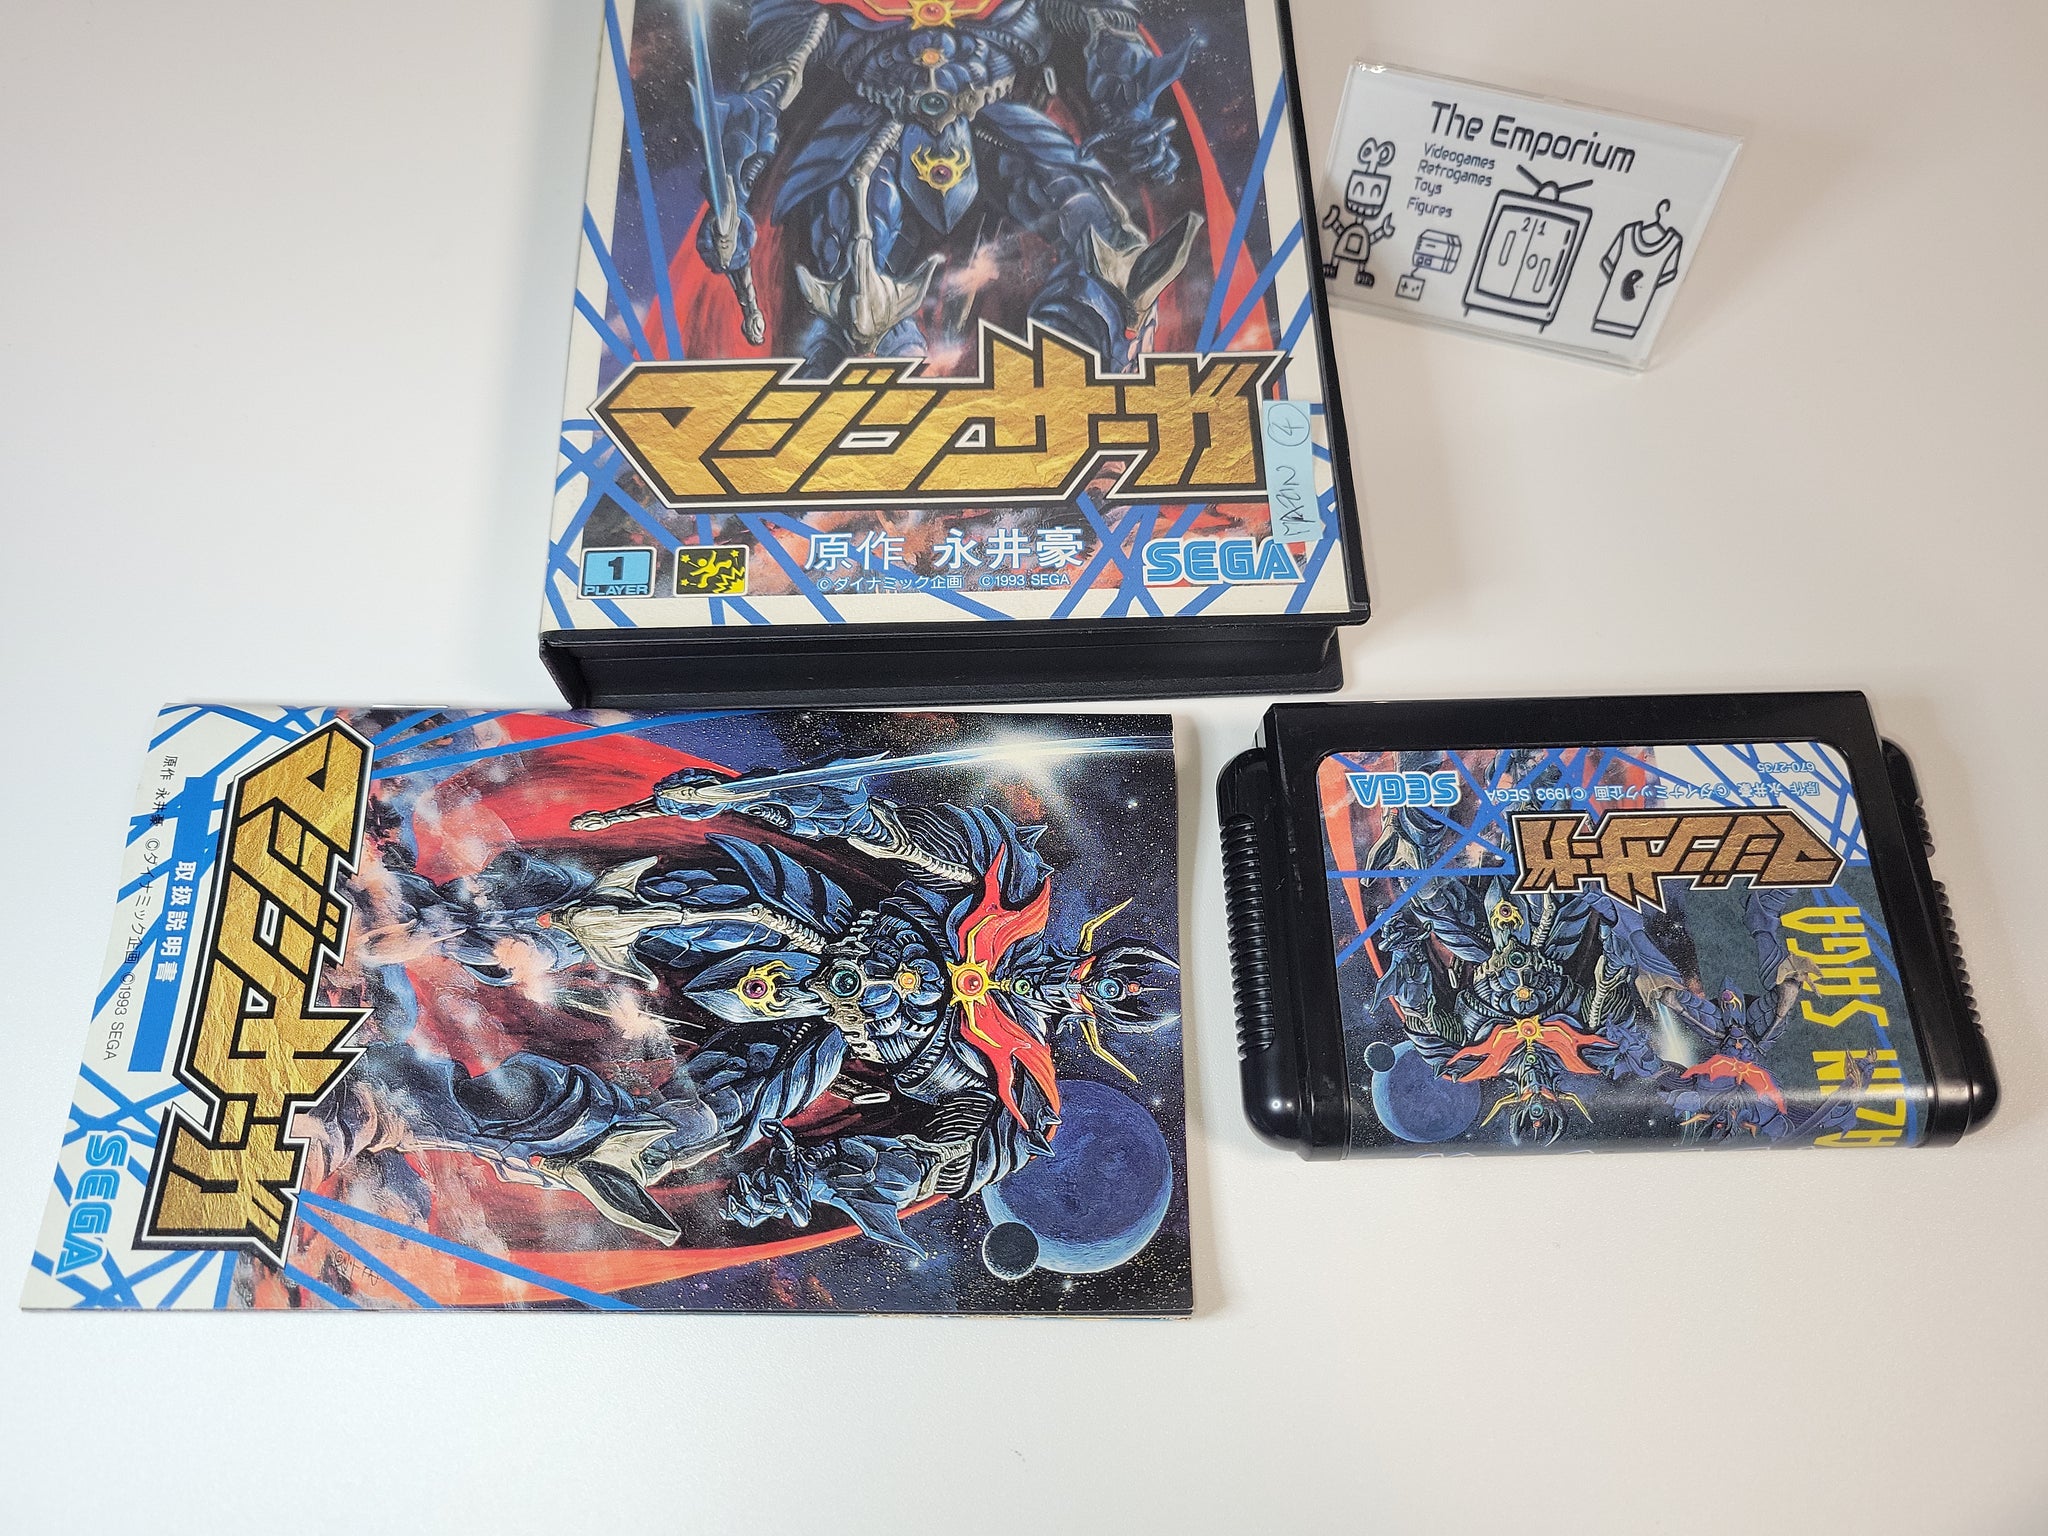 The Emporium
Videogames
Retrogames
Toys
Figures
21
マジンサーガ
MAZIN
4
原作 永井豪
SEGA
©ダイナミック企画 ©1993 SEGA
1
PLAYER
マジンサーガ
取扱説明書
原作 永井豪 ©ダイナミック企画 ©1993 SEGA
SEGA
670-2735
原作 永井豪 ©ダイナミック企画 ©1993 SEGA
SEGA
マジンサーガ